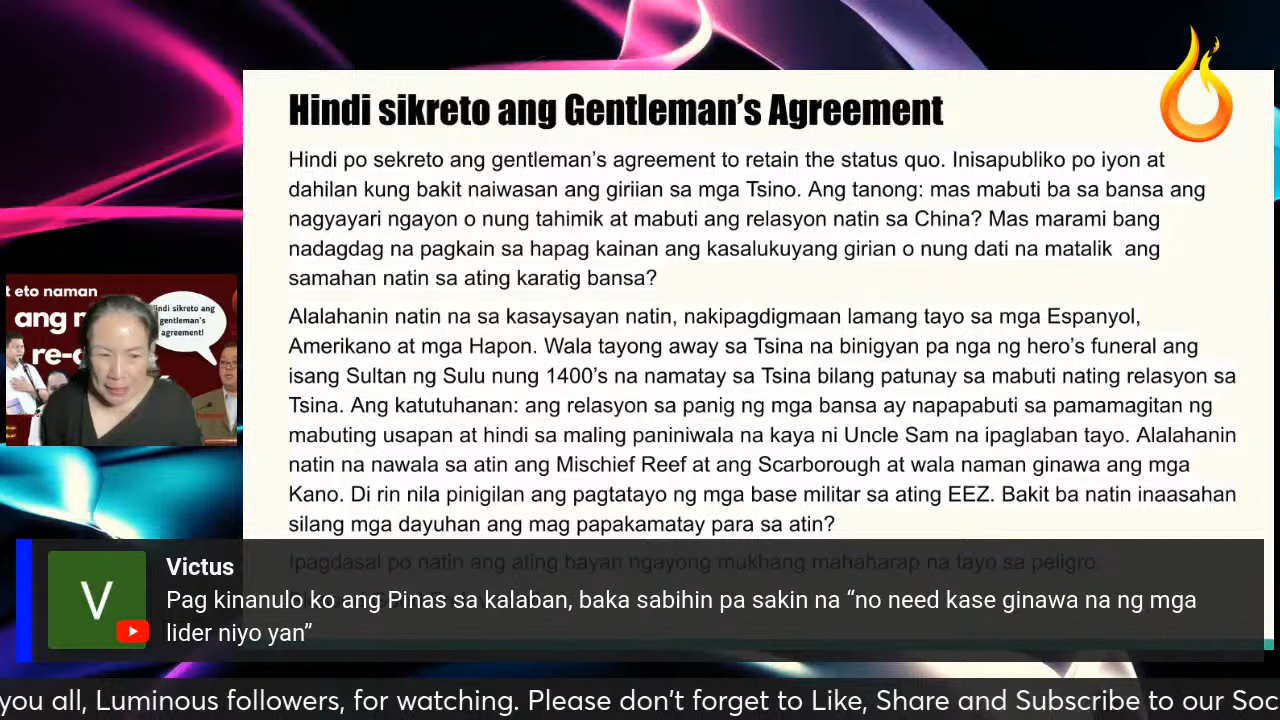 Hindi sikreto ang Gentleman's Agreement
Hindi po sekreto ang gentleman's agreement to retain the status quo. Inisapubliko po iyon at
dahilan kung bakit naiwasan ang giriian sa mga Tsino. Ang tanong: mas mabuti ba sa bansa ang
nagyayari ngayon o nung tahimik at mabuti ang relasyon natin sa China? Mas marami bang
nadagdag na pagkain sa hapag kainan ang kasalukuyang girian o nung dati na matalik ang
samahan natin sa ating karatig bansa?
Alalahanin natin na sa kasaysayan natin, nakipagdigmaan lamang tayo sa mga Espanyol,
Amerikano at mga Hapon. Wala tayong away sa Tsina na binigyan pa nga ng hero's funeral ang
isang Sultan ng Sulu nung 1400's na namatay sa Tsina bilang patunay sa mabuti nating relasyon sa
Tsina. Ang katutuhanan: ang relasyon sa panig ng mga bansa ay napapabuti sa pamamagitan ng
mabuting usapan at hindi sa maling paniniwala na kaya ni Uncle Sam na ipaglaban tayo. Alalahanin
natin na nawala sa atin ang Mischief Reef at ang Scarborough at wala naman ginawa ang mga
Kano. Di rin nila pinigilan ang pagtatayo ng mga base militar sa ating EEZ. Bakit ba natin inaasahan
silang mga dayuhan ang mag papakamatay para sa atin?
Ipagdasal po natin ang ating bayan ngayong mukhang mahaharap na tayo sa peligro.
t eto naman
ang m
re-
indi sikreto ang
gentleman's
agreement!
V
Victus
Pag kinanulo ko ang Pinas sa kalaban, baka sabihin pa sakin na “no need kase ginawa na ng mga
lider niyo yan”
you all, Luminous followers, for watching. Please don't forget to Like, Share and Subscribe to our Soc